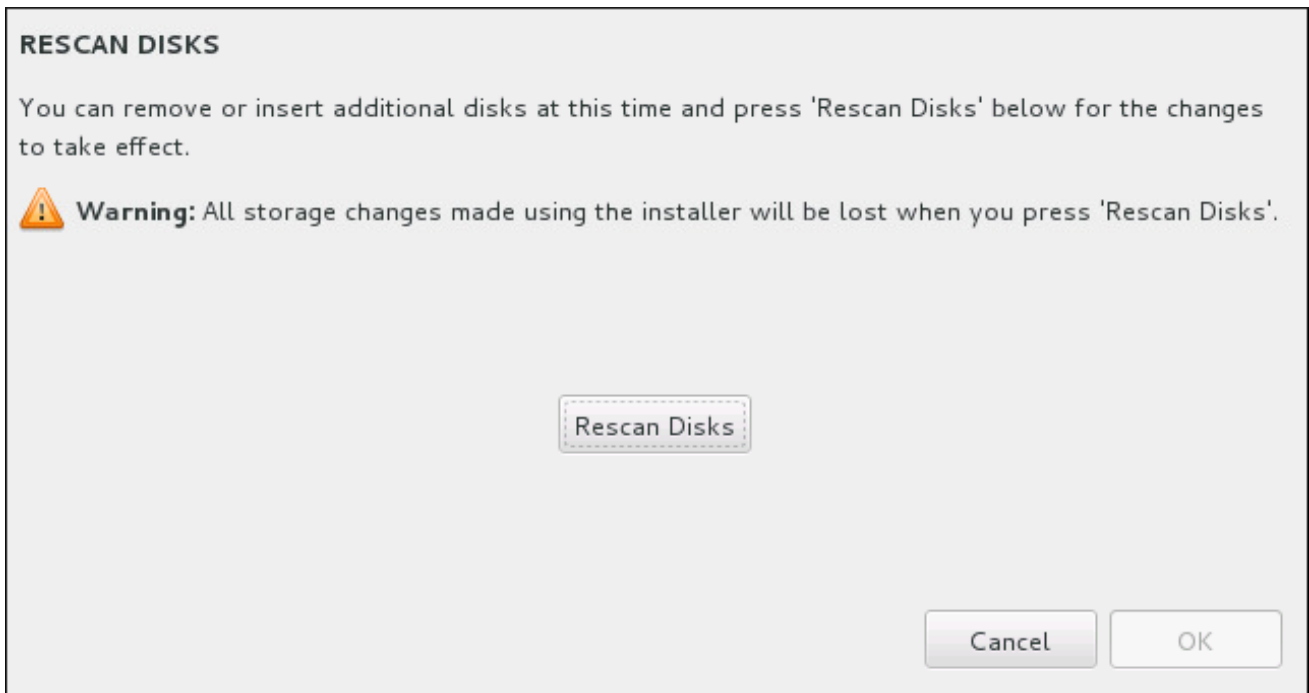 RESCAN DISKS
You can remove or insert additional disks at this time and press 'Rescan Disks' below for the changes
to take effect.
Warning: All storage changes made using the installer will be lost when you press 'Rescan Disks'.
Rescan Disks
Cancel
OK